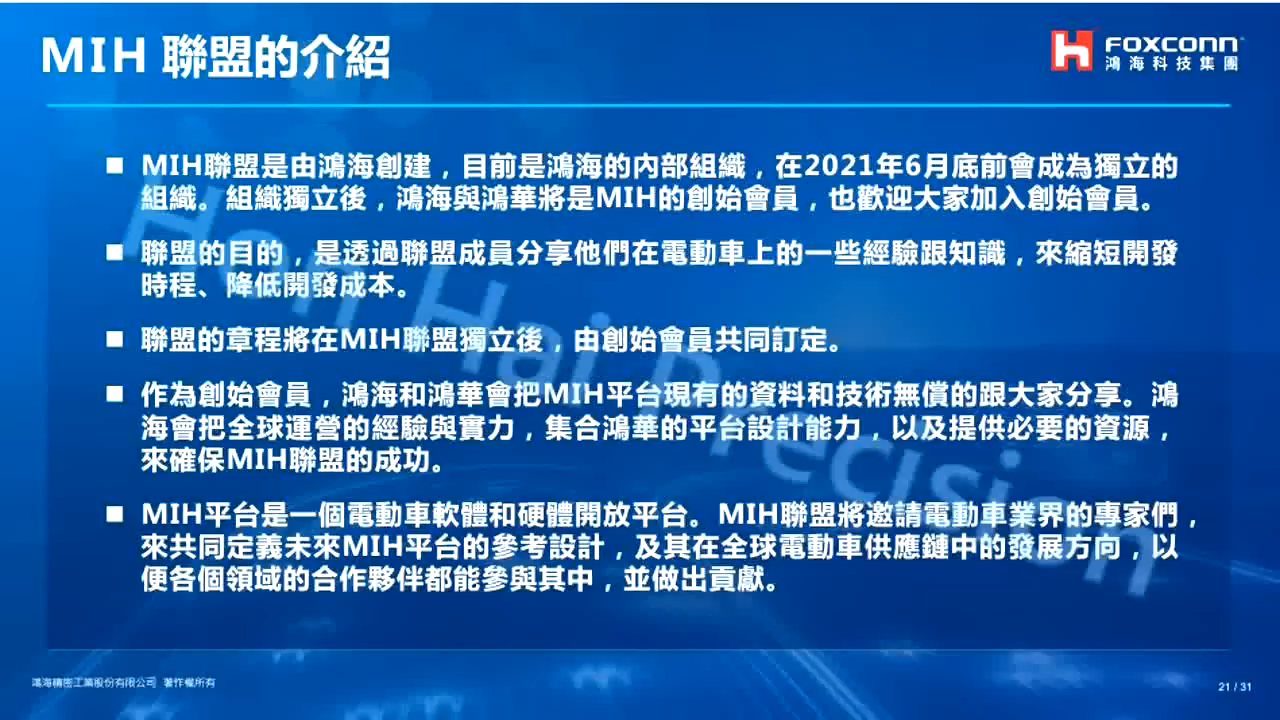 MIH 聯盟的介紹
FOXCONN
鴻海科技集團
■ MIH聯盟是由鴻海創建，目前是鴻海的內部組織，在2021年6月底前會成為獨立的
組織。組織獨立後，鴻海與鴻華將是MIH的創始會員，也歡迎大家加入創始會員。
■ 聯盟的目的，是透過聯盟成員分享他們在電動車上的一些經驗跟知識，來縮短開發
時程、降低開發成本。
■ 聯盟的章程將在MIH聯盟獨立後，由創始會員共同訂定。
■ 作為創始會員，鴻海和鴻華會把MIH平台現有的資料和技術無償的跟大家分享。鴻
海會把全球運營的經驗與實力，集合鴻華的平台設計能力，以及提供必要的資源，
來確保MIH聯盟的成功。
■ MIH平台是一個電動車軟體和硬體開放平台。MIH聯盟將邀請電動車業界的專家們，
來共同定義未來MIH平台的參考設計，及其在全球電動車供應鏈中的發展方向，以
便各個領域的合作夥伴都能參與其中，並做出貢獻。
Hon Hai Precision
鴻海精密工業股份有限公司 著作權所有
21 / 31